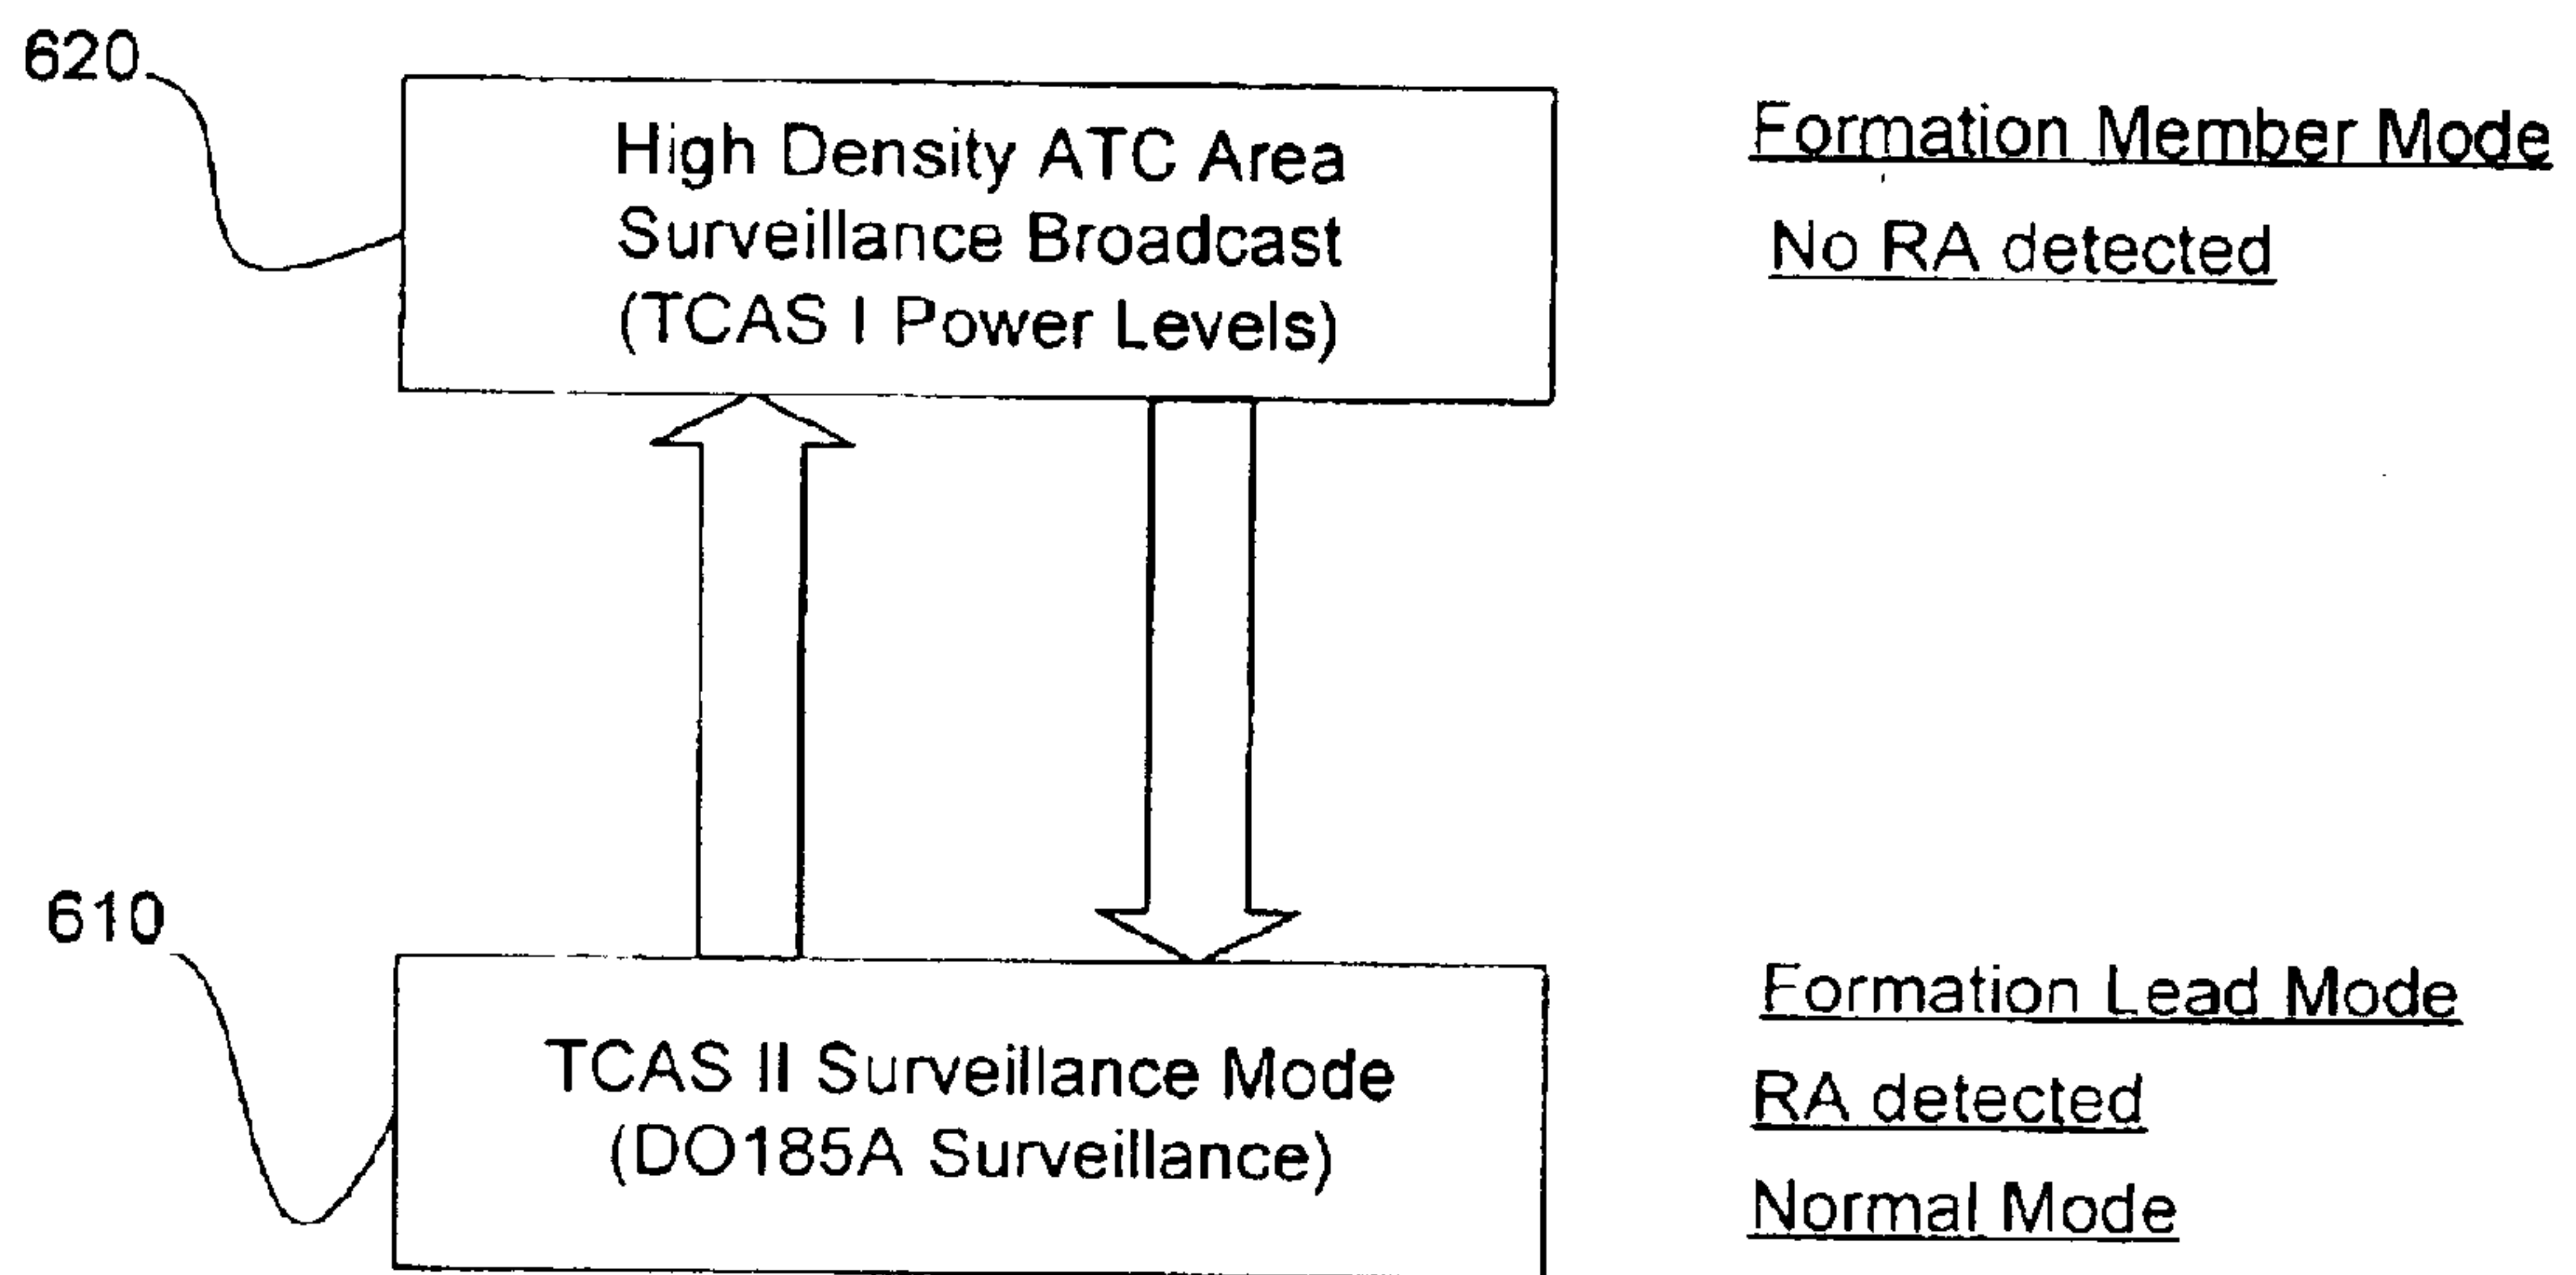 620
High Density ATC Area
Surveillance Broadcast
(TCAS I Power Levels)
Formation Member Mode
No RA detected
610
TCAS II Surveillance Mode
(DO185A Surveillance)
Formation Lead Mode
RA detected
Normal Mode